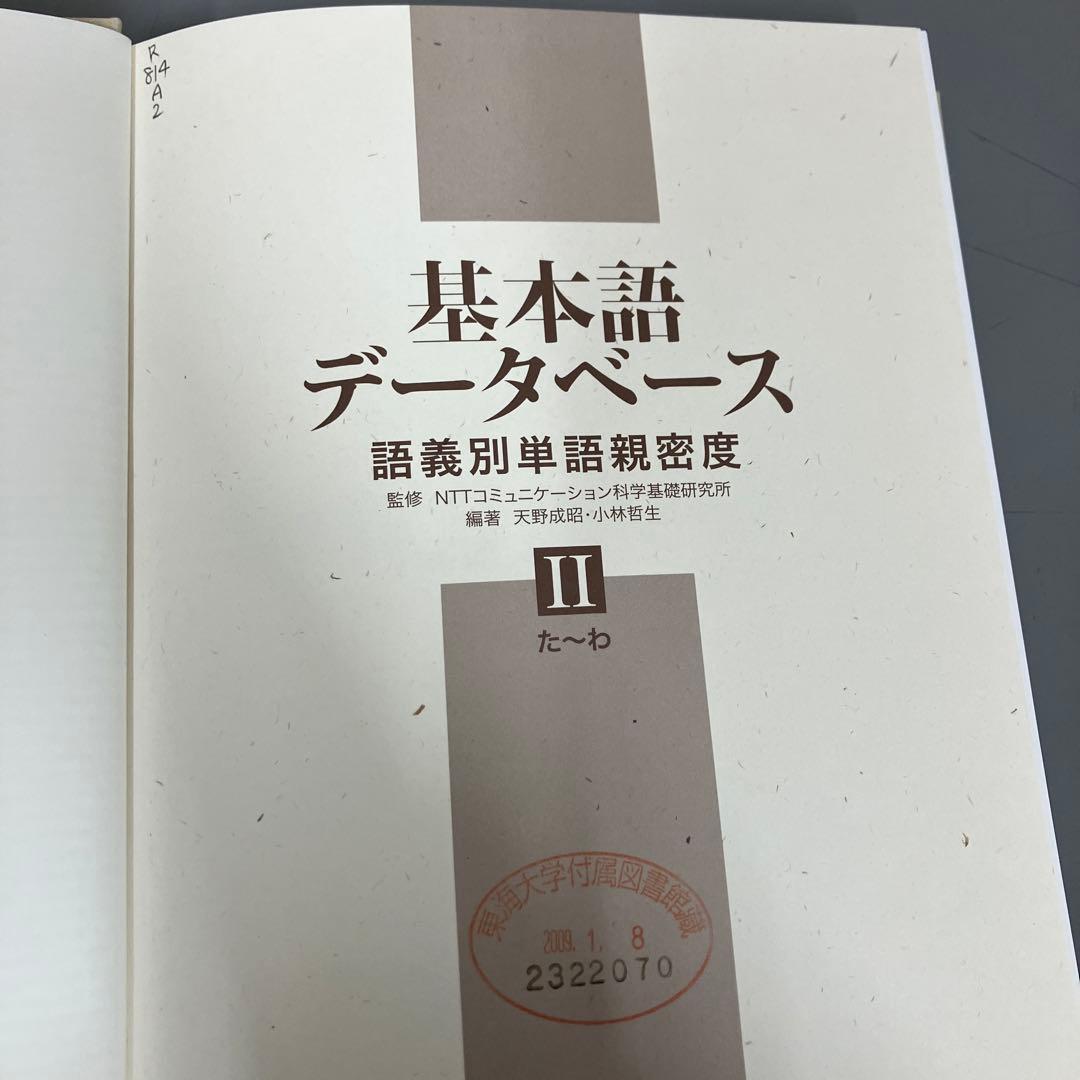 R
814
A
2
基本語
データベース
語義別単語親密度
監修 NTTコミュニケーション科学基礎研究所
編著 天野成昭・小林哲生
II
た〜わ
東海大学付属図書館蔵
2009. 1. 8
2322070